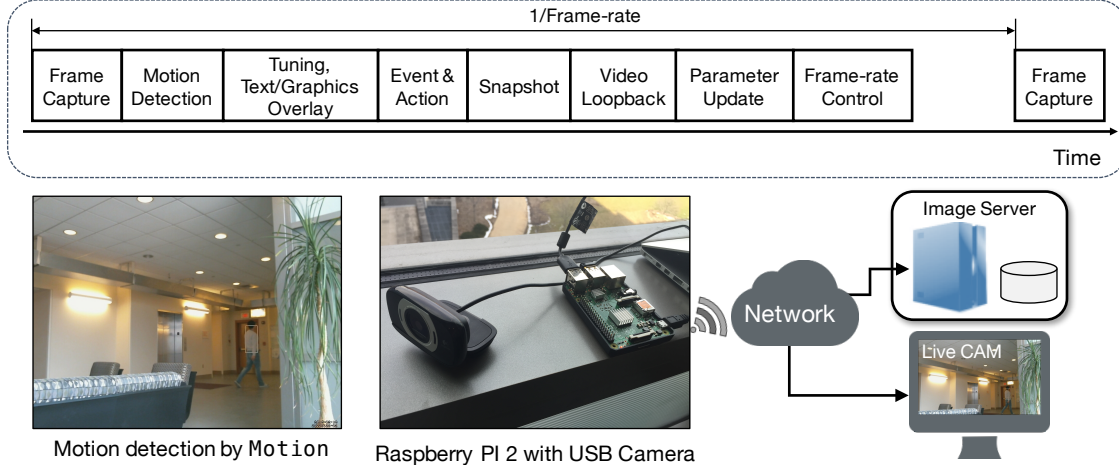 1/Frame-rate
Frame
Capture
Motion
Detection
Tuning,
Text/Graphics
Overlay
Event &
Action
Snapshot
Video
Loopback
Parameter
Update
Frame-rate
Control
Frame
Capture
Time
Image Server
Network
Live CAM
Motion detection by Motion
Raspberry PI 2 with USB Camera